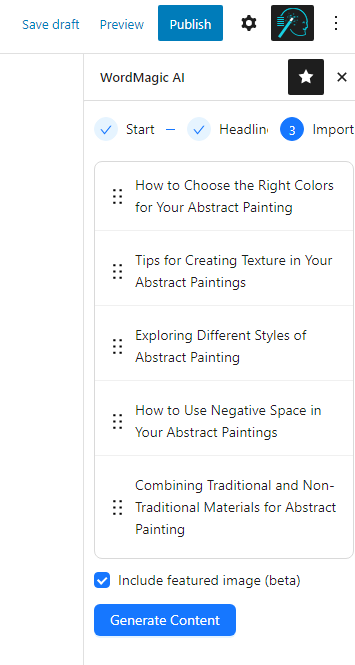 Save draft Preview Publish
WordMagic AI
Start Headlin 3 Import
How to Choose the Right Colors
for Your Abstract Painting
Tips for Creating Texture in Your
Abstract Paintings
Exploring Different Styles of
Abstract Painting
How to Use Negative Space in
Your Abstract Paintings
Combining Traditional and Non-
Traditional Materials for Abstract
Painting
Include featured image (beta)
Generate Content